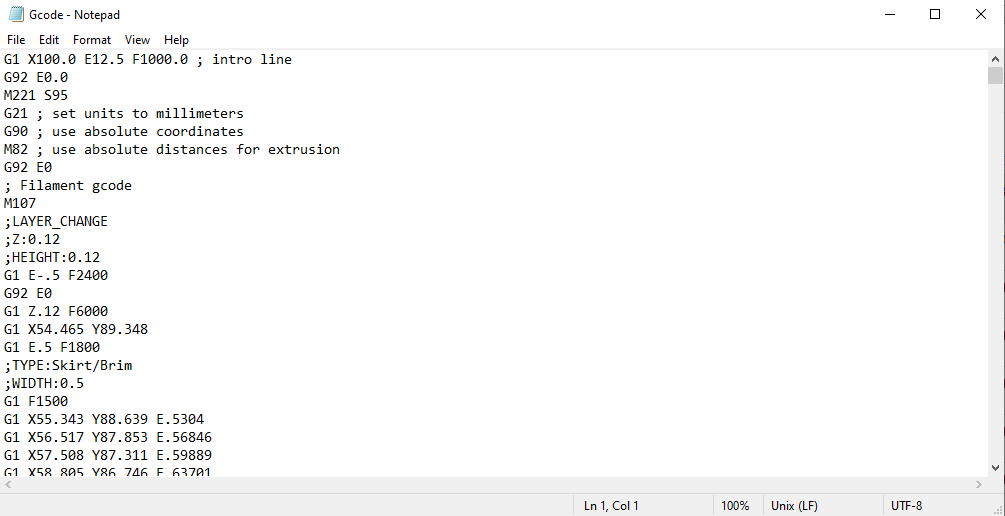 Gcode - Notepad
File Edit Format View Help
G1 X100.0 E12.5 F1000.0 ; intro line
G92 E0.0
M221 S95
G21 ; set units to millimeters
G90 ; use absolute coordinates
M82 ; use absolute distances for extrusion
G92 E0
; Filament gcode
M107
;LAYER_CHANGE
;Z:0.12
;HEIGHT:0.12
G1 E-.5 F2400
G92 E0
G1 Z.12 F6000
G1 X54.465 Y89.348
G1 E.5 F1800
;TYPE:Skirt/Brim
;WIDTH:0.5
G1 F1500
G1 X55.343 Y88.639 E.5304
G1 X56.517 Y87.853 E.56846
G1 X57.508 Y87.311 E.59889
G1 X58.805 Y86.746 E.63701
Ln 1, Col 1 100% Unix (LF) UTF-8